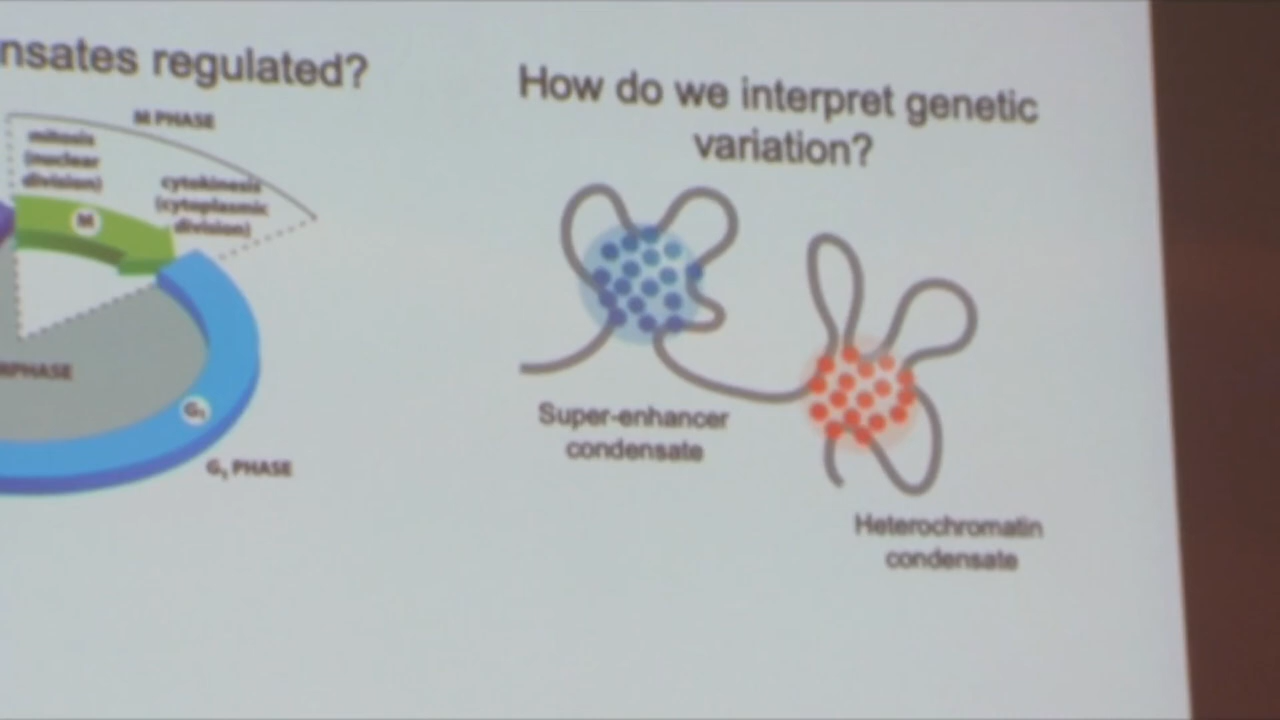 nsates regulated?
M PHASE
mitosis
(nuclear
division)
cytokinesis
(cytoplasmic
division)
M
RPHASE
G₁
G₁ PHASE
How do we interpret genetic
variation?
Super-enhancer
condensate
Heterochromatin
condensate